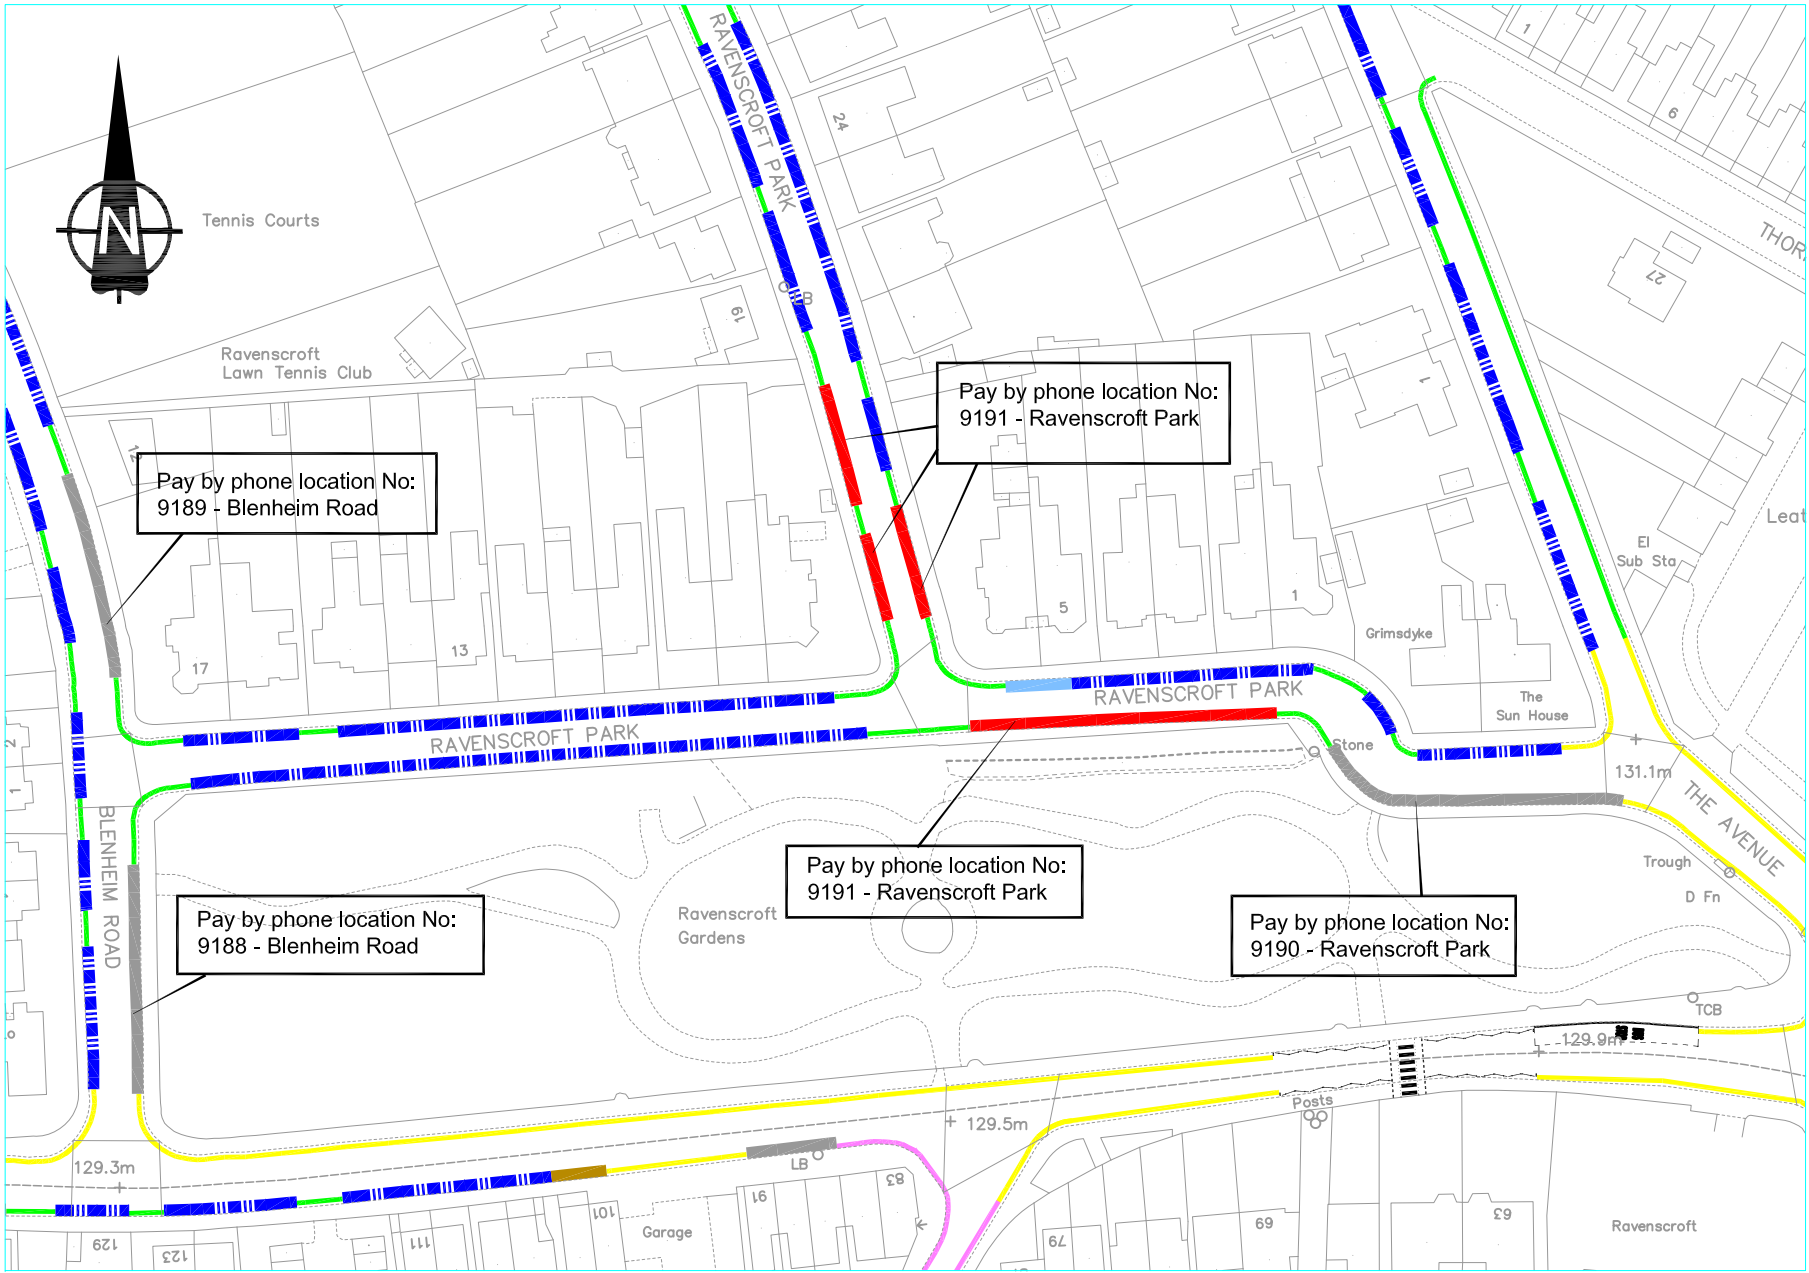 RAVENSCROFT PARK
1
6
24
N
Tennis Courts
THOR
27
LB
19
Ravenscroft
Lawn Tennis Club
1
Pay by phone location No:
9191 - Ravenscroft Park
Pay by phone location No:
9189 - Blenheim Road
Leat
El
Sub Sta
5
1
Grimsdyke
13
17
RAVENSCROFT PARK
The
Sun House
RAVENSCROFT PARK
Stone
2
1
131.1m
THE AVENUE
BLENHEIM ROAD
Pay by phone location No:
9191 - Ravenscroft Park
Trough
D Fn
Pay by phone location No:
9188 - Blenheim Road
Ravenscroft
Gardens
Pay by phone location No:
9190 - Ravenscroft Park
TCB
129.9m
Posts
129.5m
129.3m
LB
83
91
101
Garage
111
123
129
79
69
63
Ravenscroft